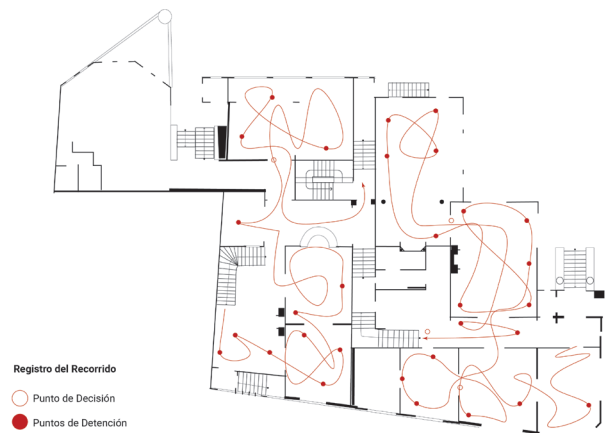 Registro del Recorrido
Punto de Decisión
Puntos de Detención